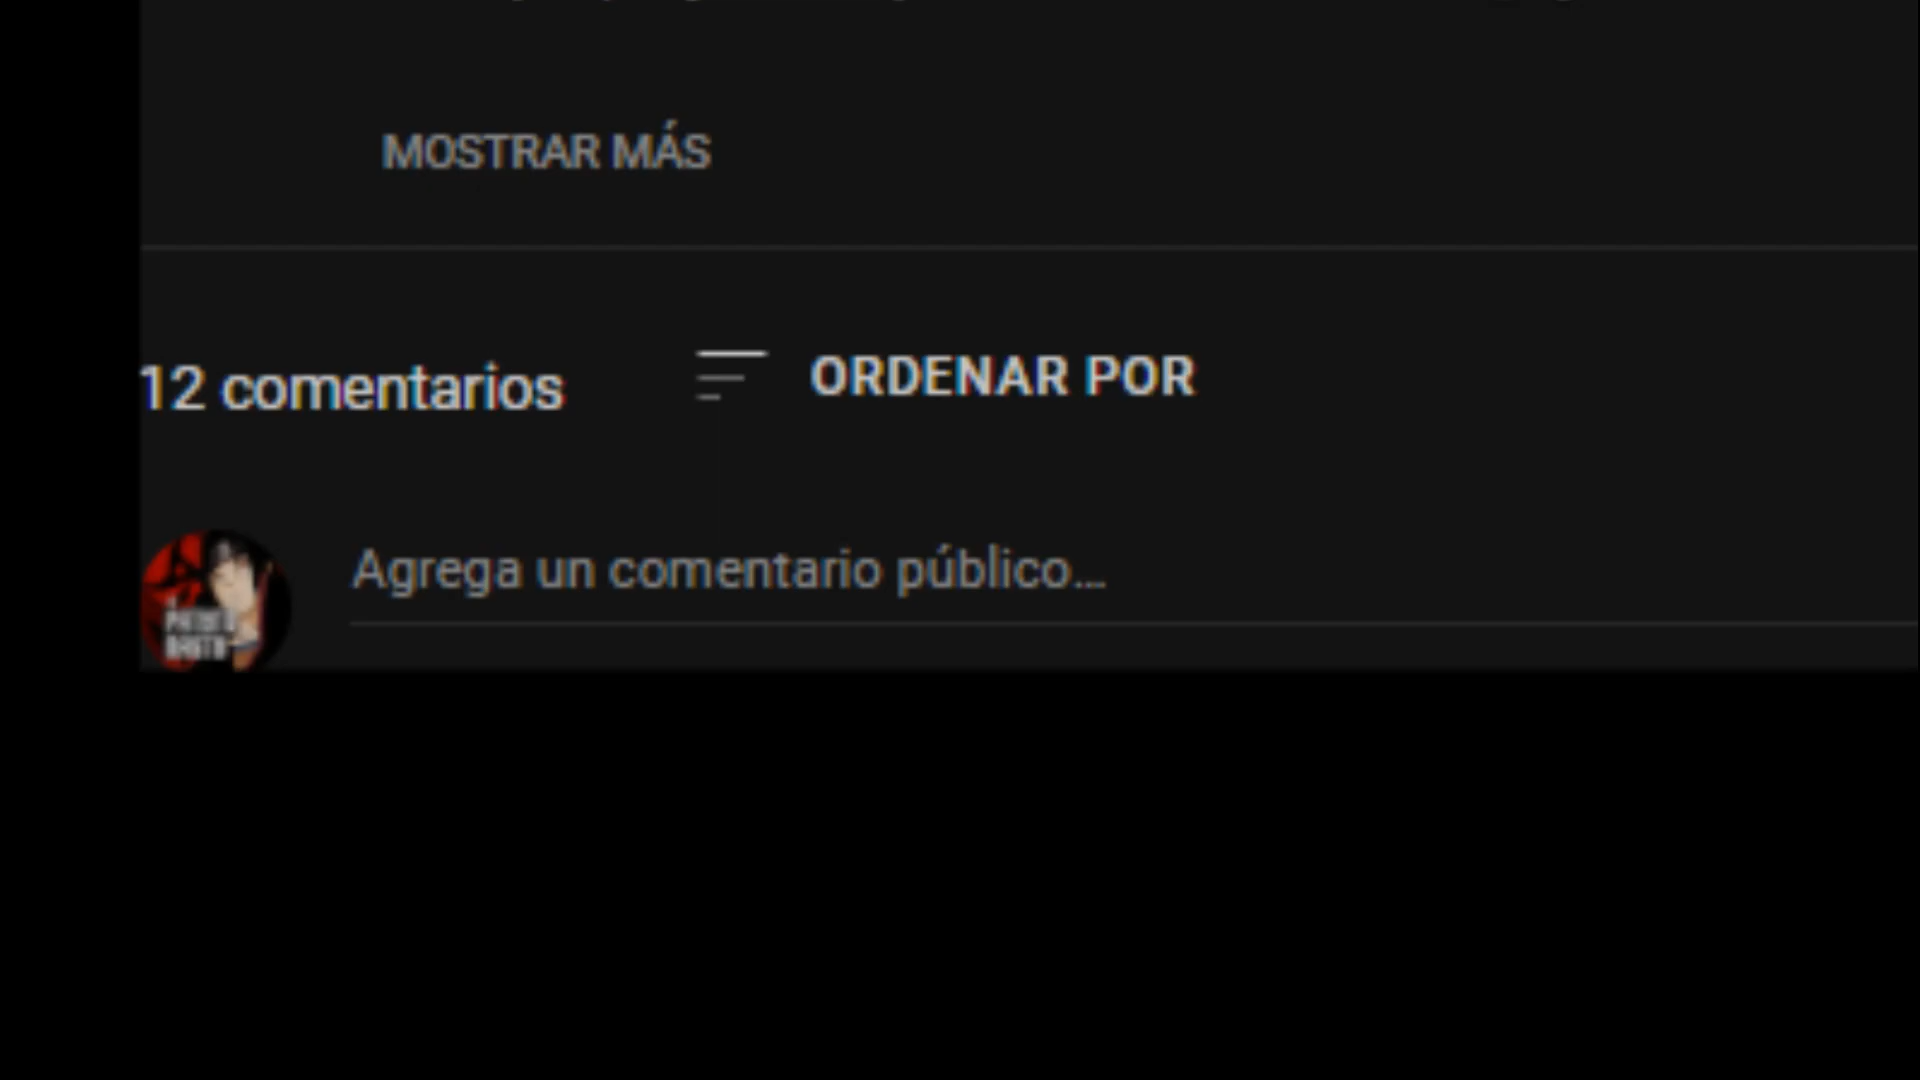 MOSTRAR MÁS
12 comentarios
ORDENAR POR
Agrega un comentario público...